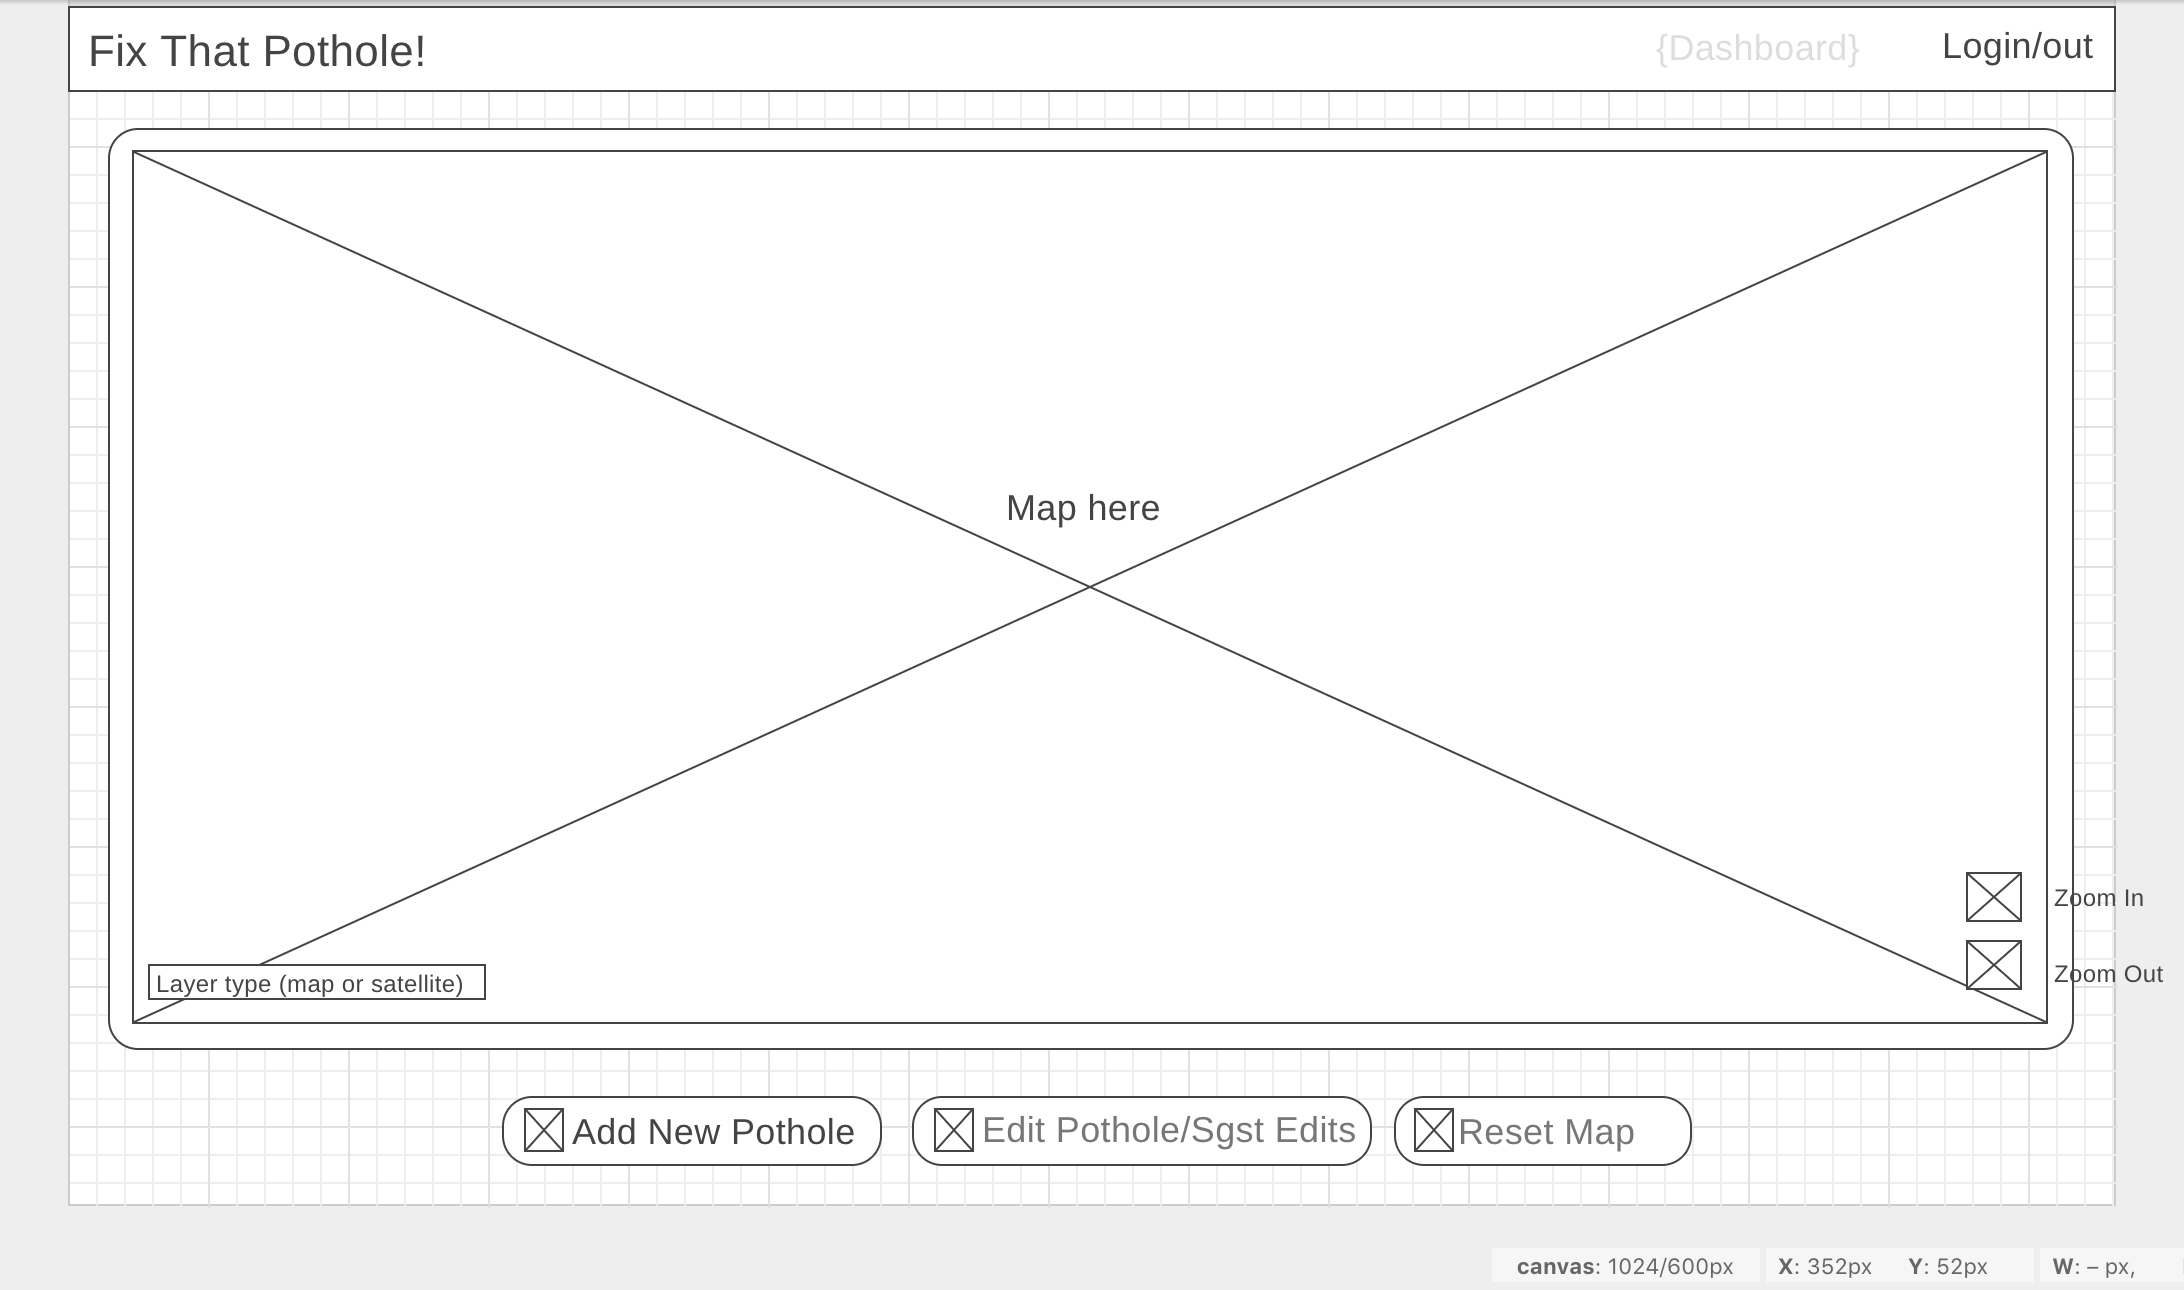 Fix That Pothole!
{Dashboard}
Login/out
Map here
Zoom In
Zoom Out
Layer type (map or satellite)
Add New Pothole
Edit Pothole/Sgst Edits
Reset Map
canvas: 1024/600px X: 352px Y: 52px W: – px,